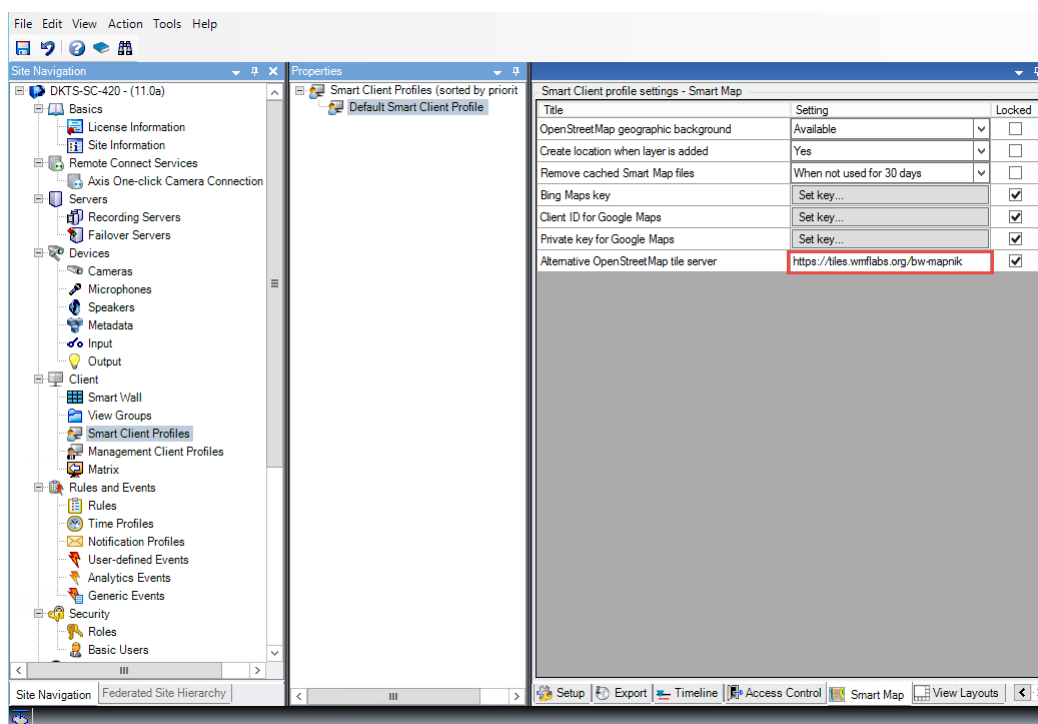 File Edit View Action Tools Help
Site Navigation
DKTS-SC-420 - (11.0a)
Basics
License Information
Site Information
Remote Connect Services
Axis One-click Camera Connection
Servers
Recording Servers
Failover Servers
Devices
Cameras
Microphones
Speakers
Metadata
Input
Output
Client
Smart Wall
View Groups
Smart Client Profiles
Management Client Profiles
Matrix
Rules and Events
Rules
Time Profiles
Notification Profiles
User-defined Events
Analytics Events
Generic Events
Security
Roles
Basic Users
Site Navigation Federated Site Hierarchy
Properties
Smart Client Profiles (sorted by priorit
Default Smart Client Profile
Smart Client profile settings - Smart Map
Title Setting Locked
OpenStreetMap geographic background Available
Create location when layer is added Yes
Remove cached Smart Map files When not used for 30 days
Bing Maps key Set key...
Client ID for Google Maps Set key...
Private key for Google Maps Set key...
Alternative OpenStreetMap tile server https://tiles.wmflabs.org/bw-mapnik
Setup Export Timeline Access Control Smart Map View Layouts